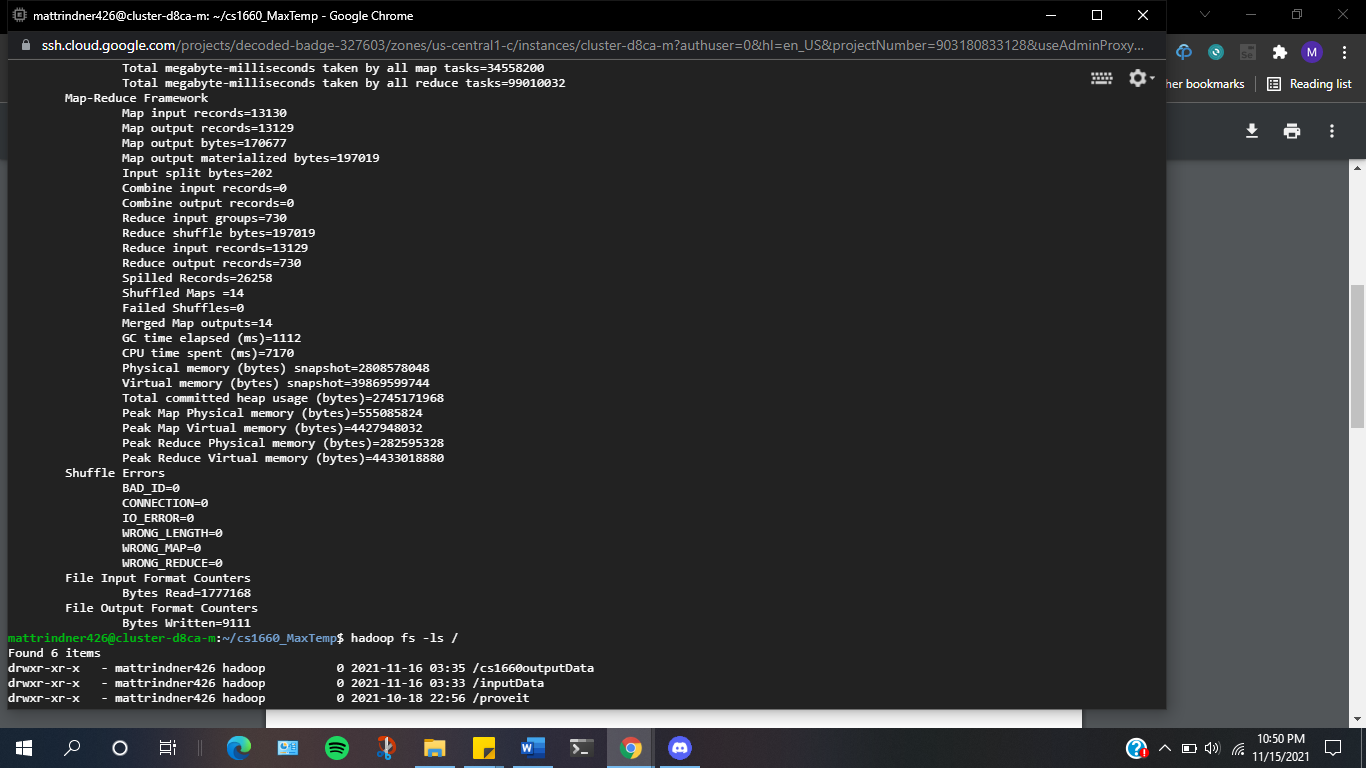 mattrindner426@cluster-d8ca-m: ~/cs1660_MaxTemp - Google Chrome
ssh.cloud.google.com/projects/decoded-badge-327603/zones/us-central1-c/instances/cluster-d8ca-m?authuser=0&hl=en_US&projectNumber=903180833128&useAdminProxy...
M
her bookmarks
Reading list
Total megabyte-milliseconds taken by all map tasks=34558200
Total megabyte-milliseconds taken by all reduce tasks=99010032
Map-Reduce Framework
Map input records=13130
Map output records=13129
Map output bytes=170677
Map output materialized bytes=197019
Input split bytes=202
Combine input records=0
Combine output records=0
Reduce input groups=730
Reduce shuffle bytes=197019
Reduce input records=13129
Reduce output records=730
Spilled Records=26258
Shuffled Maps =14
Failed Shuffles=0
Merged Map outputs=14
GC time elapsed (ms)=1112
CPU time spent (ms)=7170
Physical memory (bytes) snapshot=2808578048
Virtual memory (bytes) snapshot=39869599744
Total committed heap usage (bytes)=2745171968
Peak Map Physical memory (bytes)=555085824
Peak Map Virtual memory (bytes)=4427948032
Peak Reduce Physical memory (bytes)=282595328
Peak Reduce Virtual memory (bytes)=4433018880
Shuffle Errors
BAD_ID=0
CONNECTION=0
IO_ERROR=0
WRONG_LENGTH=0
WRONG_MAP=0
WRONG_REDUCE=0
File Input Format Counters
Bytes Read=1777168
File Output Format Counters
Bytes Written=9111
mattrindner426@cluster-d8ca-m:~/cs1660_MaxTemp$ hadoop fs -ls /
Found 6 items
drwxr-xr-x   - mattrindner426 hadoop          0 2021-11-16 03:35 /cs1660outputData
drwxr-xr-x   - mattrindner426 hadoop          0 2021-11-16 03:33 /inputData
drwxr-xr-x   - mattrindner426 hadoop          0 2021-10-18 22:56 /proveit
10:50 PM
11/15/2021